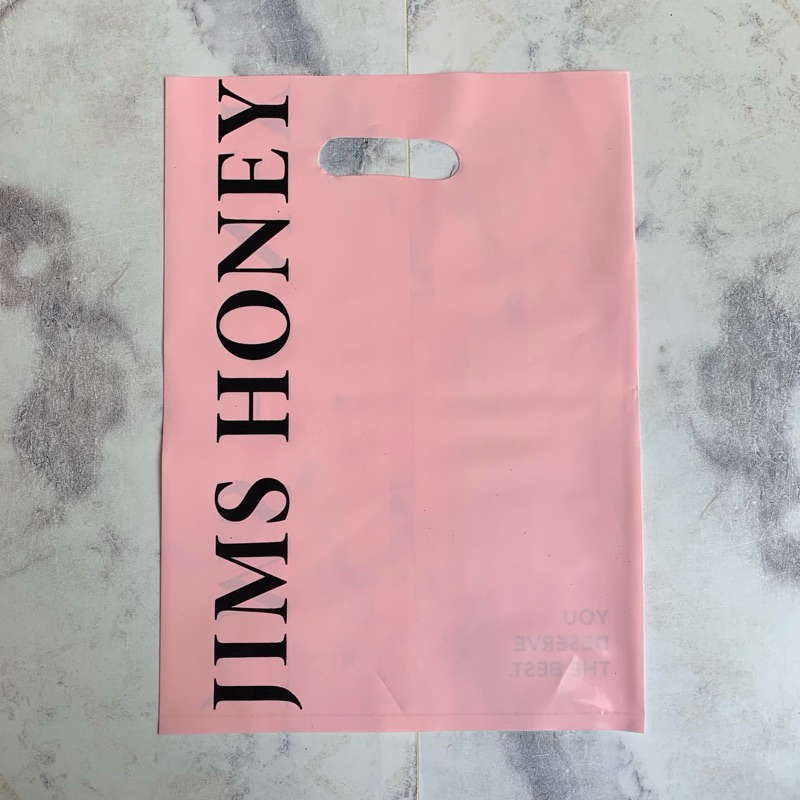 JIMS HONEY
YOU
DESERVE
THE BEST.